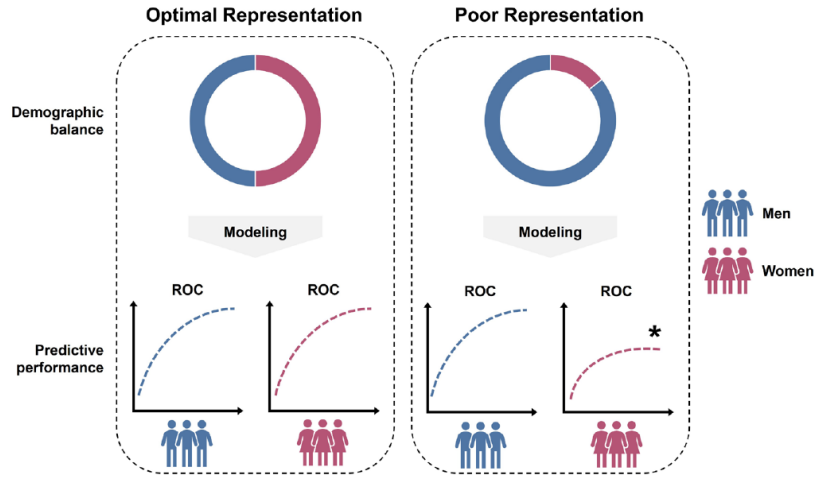 Optimal Representation
Poor Representation
Demographic
balance
Modeling
Modeling
Men
Women
ROC
ROC
ROC
ROC
*
Predictive
performance